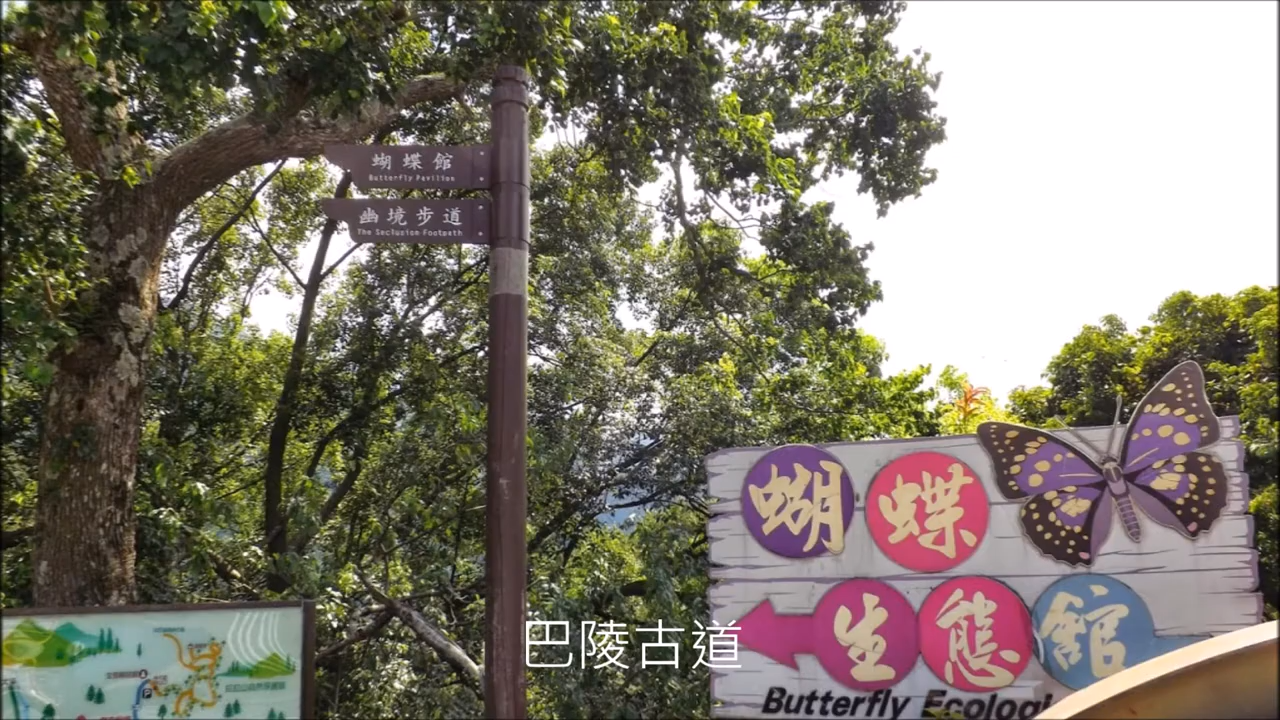 蝴蝶館
Butterfly Pavilion
幽境步道
The Seclusion Footpath
蝴蝶
生態館
Butterfly Ecologi
巴陵古道